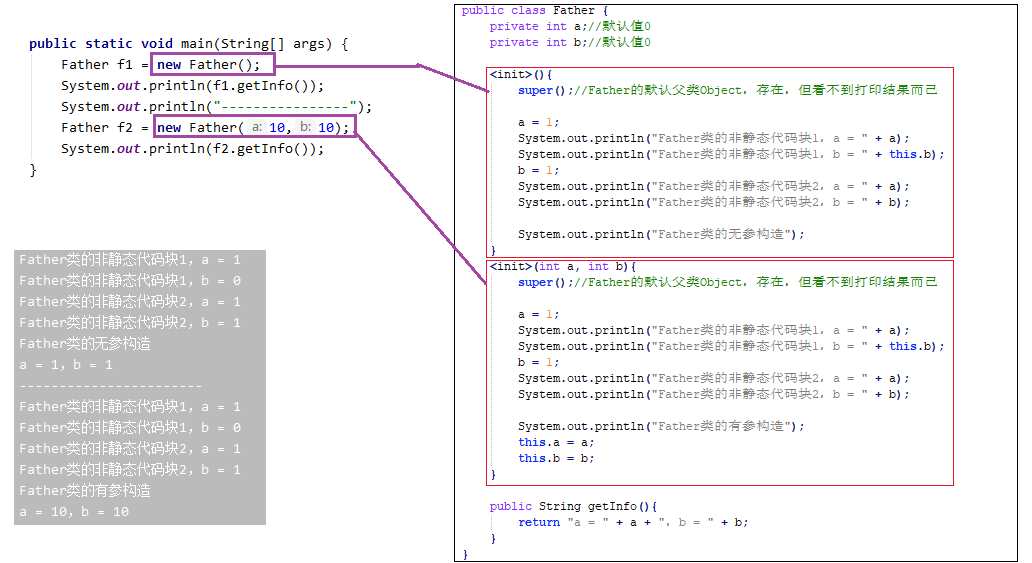 public static void main(String[] args) {
Father f1 = new Father();
System.out.println(f1.getInfo());
System.out.println("----------------");
Father f2 = new Father( a: 10, b: 10);
System.out.println(f2.getInfo());
}
Father类的非静态代码块1，a = 1
Father类的非静态代码块1，b = 0
Father类的非静态代码块2，a = 1
Father类的非静态代码块2，b = 1
Father类的无参构造
a = 1，b = 1
-----------------------
Father类的非静态代码块1，a = 1
Father类的非静态代码块1，b = 0
Father类的非静态代码块2，a = 1
Father类的非静态代码块2，b = 1
Father类的有参构造
a = 10，b = 10
public class Father {
private int a;//默认值0
private int b;//默认值0
<init>(){
super();//Father的默认父类Object，存在，但看不到打印结果而已
a = 1;
System.out.println("Father类的非静态代码块1，a = " + a);
System.out.println("Father类的非静态代码块1，b = " + this.b);
b = 1;
System.out.println("Father类的非静态代码块2，a = " + a);
System.out.println("Father类的非静态代码块2，b = " + b);
System.out.println("Father类的无参构造");
}
<init>(int a, int b){
super();//Father的默认父类Object，存在，但看不到打印结果而已
a = 1;
System.out.println("Father类的非静态代码块1，a = " + a);
System.out.println("Father类的非静态代码块1，b = " + this.b);
b = 1;
System.out.println("Father类的非静态代码块2，a = " + a);
System.out.println("Father类的非静态代码块2，b = " + b);
System.out.println("Father类的有参构造");
this.a = a;
this.b = b;
}
public String getInfo(){
return "a = " + a + "，b = " + b;
}
}